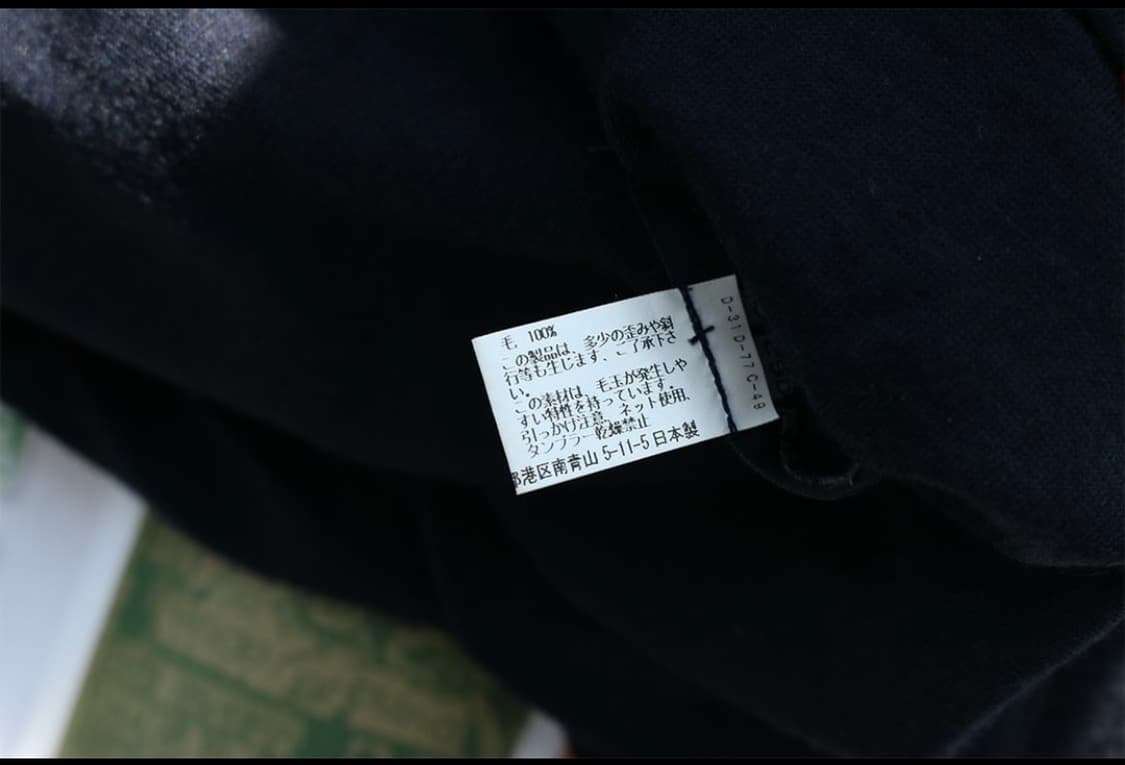 毛 100%
この製品は、多少の歪みや斜
行等も生じます、ご了承下さ
い。
この素材は、毛玉が発生しや
すい特性を持っています。
引っかけ注意、ネット使用、
タンブラー乾燥禁止
港区南青山 5-11-5 日本製